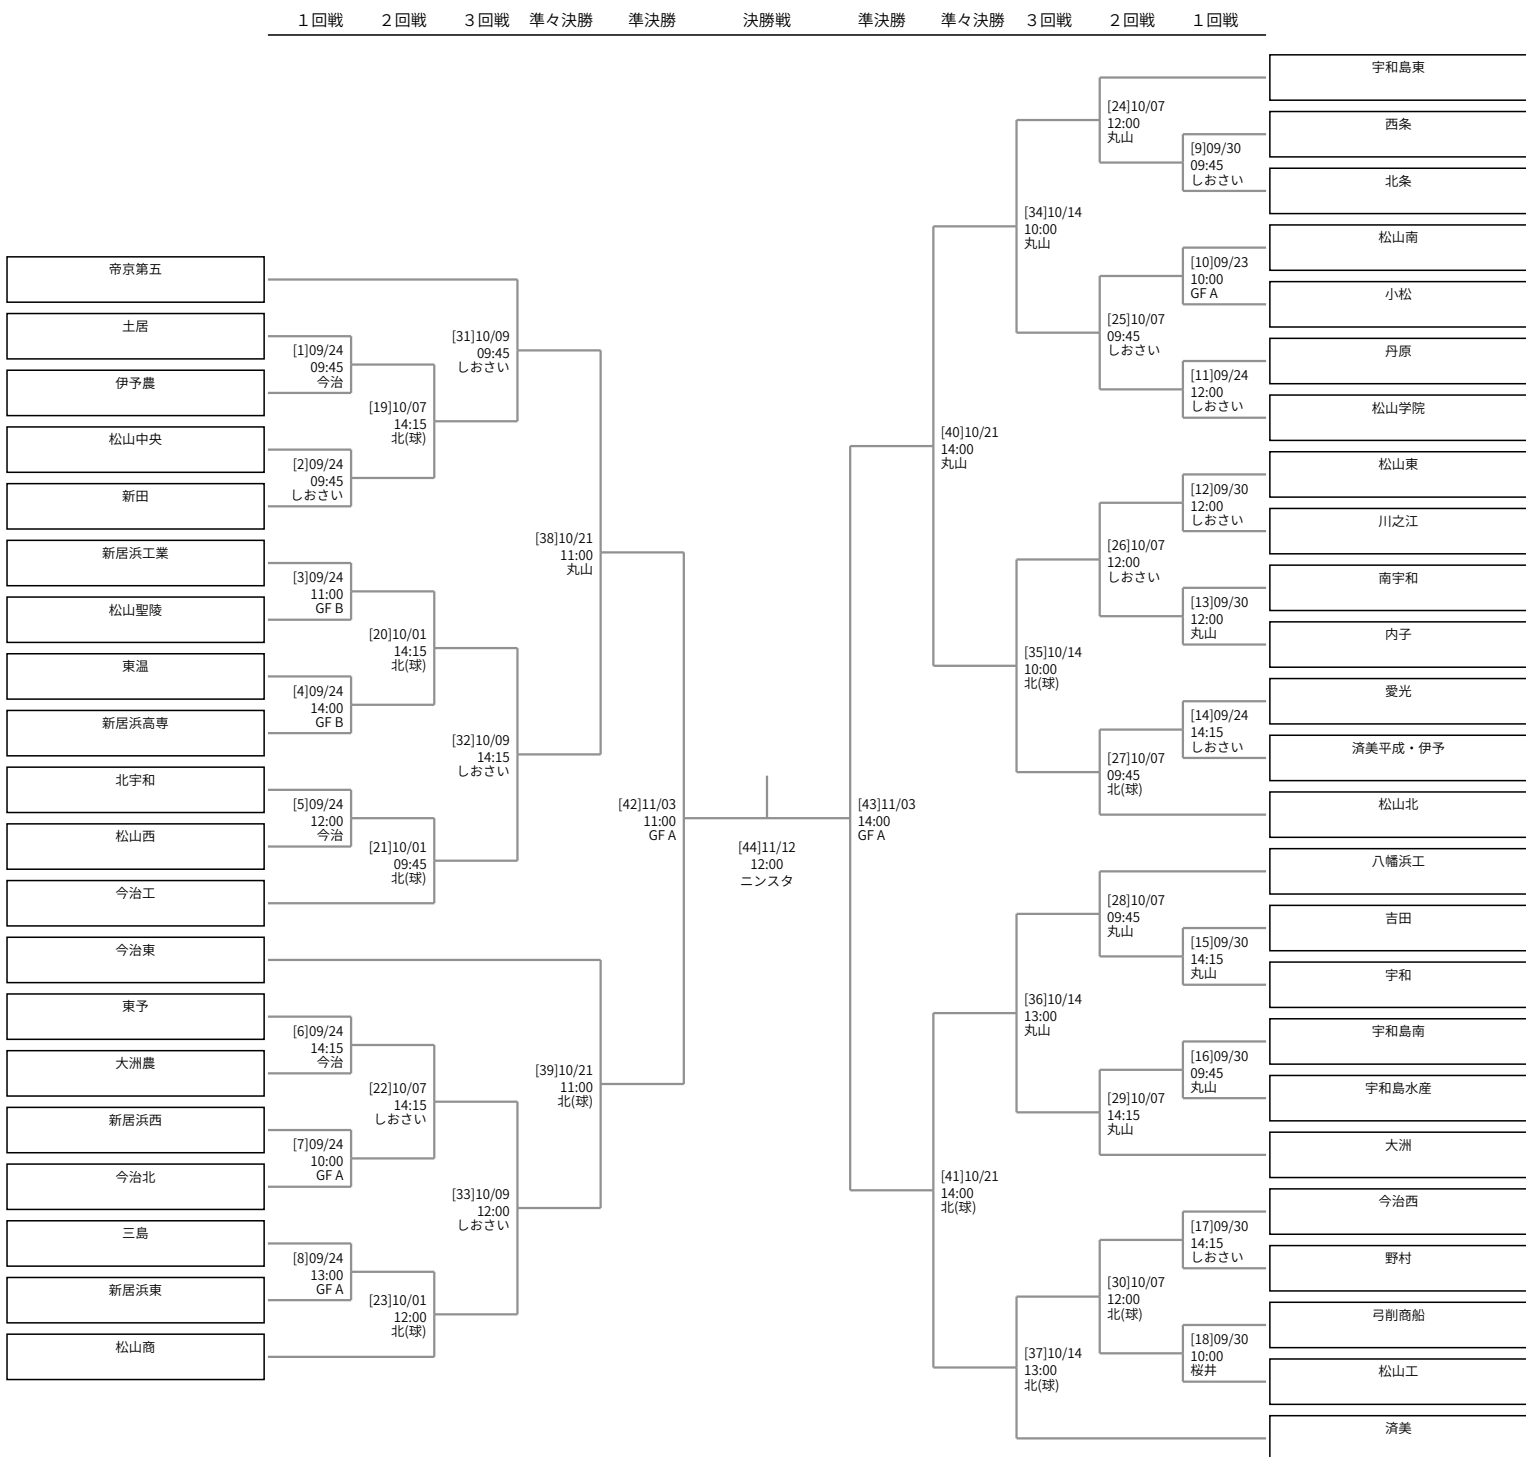 １回戦 ２回戦 ３回戦 準々決勝 準決勝 決勝戦 準決勝 準々決勝 ３回戦 ２回戦 １回戦
帝京第五
土居
伊予農
松山中央
新田
新居浜工業
松山聖陵
東温
新居浜高専
北宇和
松山西
今治工
今治東
東予
大洲農
新居浜西
今治北
三島
新居浜東
松山商
[1]09/24
09:45
今治
[2]09/24
09:45
しおさい
[3]09/24
11:00
GF B
[4]09/24
14:00
GF B
[5]09/24
12:00
今治
[6]09/24
14:15
今治
[7]09/24
10:00
GF A
[8]09/24
13:00
GF A
[19]10/07
14:15
北(球)
[20]10/01
14:15
北(球)
[21]10/01
09:45
北(球)
[22]10/07
14:15
しおさい
[23]10/01
12:00
北(球)
[31]10/09
09:45
しおさい
[32]10/09
14:15
しおさい
[33]10/09
12:00
しおさい
[38]10/21
11:00
丸山
[39]10/21
11:00
北(球)
[42]11/03
11:00
GF A
[44]11/12
12:00
ニンスタ
[43]11/03
14:00
GF A
[40]10/21
14:00
丸山
[41]10/21
14:00
北(球)
[34]10/14
10:00
丸山
[35]10/14
10:00
北(球)
[36]10/14
13:00
丸山
[37]10/14
13:00
北(球)
[24]10/07
12:00
丸山
[25]10/07
09:45
しおさい
[26]10/07
12:00
しおさい
[27]10/07
09:45
北(球)
[28]10/07
09:45
丸山
[29]10/07
14:15
丸山
[30]10/07
12:00
北(球)
[9]09/30
09:45
しおさい
[10]09/23
10:00
GF A
[11]09/24
12:00
しおさい
[12]09/30
12:00
しおさい
[13]09/30
12:00
丸山
[14]09/24
14:15
しおさい
[15]09/30
14:15
丸山
[16]09/30
09:45
丸山
[17]09/30
14:15
しおさい
[18]09/30
10:00
桜井
宇和島東
西条
北条
松山南
小松
丹原
松山学院
松山東
川之江
南宇和
内子
愛光
済美平成・伊予
松山北
八幡浜工
吉田
宇和
宇和島南
宇和島水産
大洲
今治西
野村
弓削商船
松山工
済美